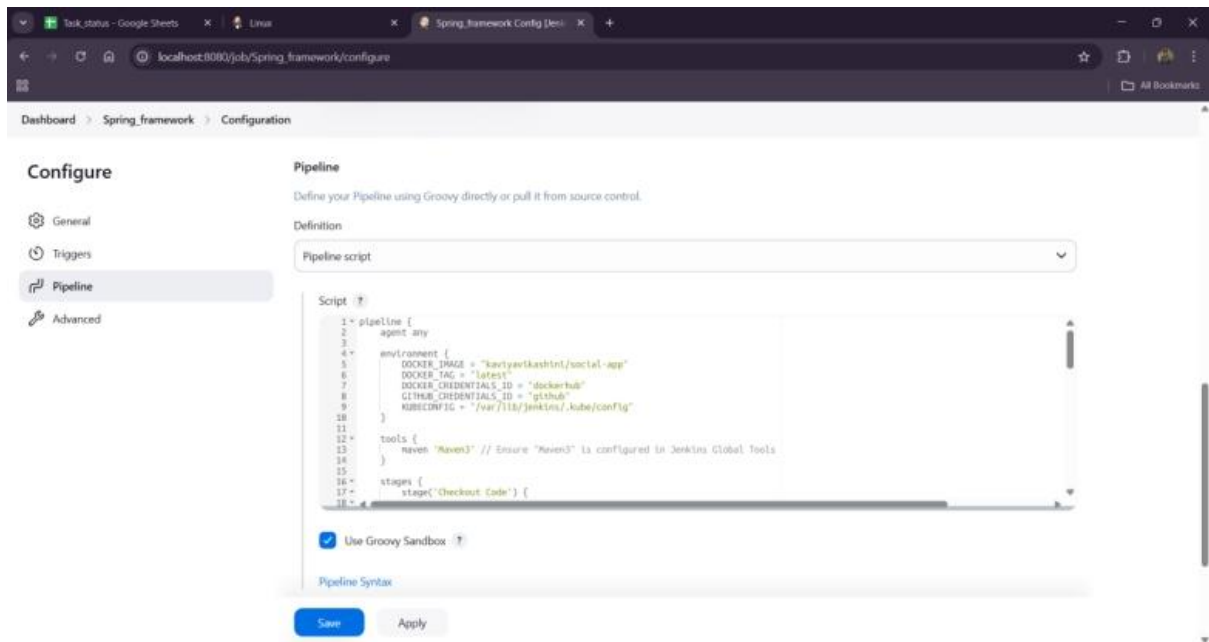 Task_status - Google Sheets
Linux
Spring_framework Config [Jenki
localhost:8080/job/Spring_framework/configure
All Bookmarks
Dashboard > Spring_framework > Configuration
Configure
General
Triggers
Pipeline
Advanced
Pipeline
Define your Pipeline using Groovy directly or pull it from source control.
Definition
Pipeline script
Script ?
1 pipeline {
2 agent any
3
4 environment {
5 DOCKER_IMAGE = "kaviyavikashini/social-app"
6 DOCKER_TAG = "latest"
7 DOCKER_CREDENTIALS_ID = "dockerhub"
8 GITHUB_CREDENTIALS_ID = "github"
9 KUBECONFIG = "/var/lib/jenkins/.kube/config"
10 }
11
12 tools {
13 maven 'Maven3' // Ensure "Maven3" is configured in Jenkins Global Tools
14 }
15
16 stages {
17 stage('Checkout Code') {
18
Use Groovy Sandbox ?
Pipeline Syntax
Save
Apply